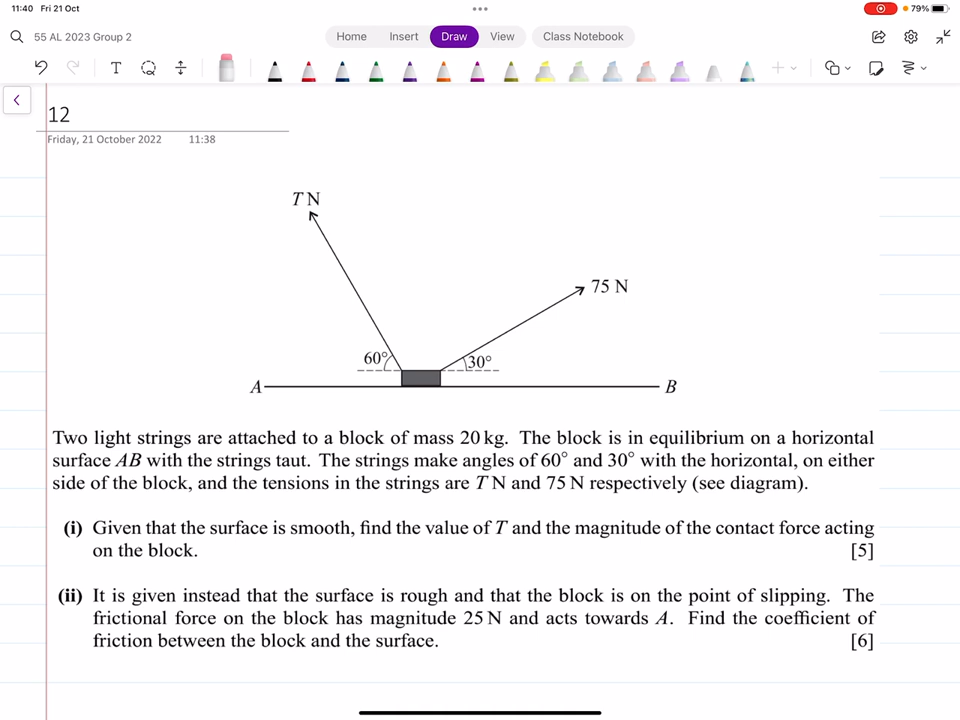 11:40 Fri 21 Oct
79%
55 AL 2023 Group 2
Home Insert Draw View Class Notebook
T
12
Friday, 21 October 2022 11:38
T N
75 N
60° 30°
A B
Two light strings are attached to a block of mass 20 kg. The block is in equilibrium on a horizontal
surface AB with the strings taut. The strings make angles of 60° and 30° with the horizontal, on either
side of the block, and the tensions in the strings are T N and 75 N respectively (see diagram).
(i) Given that the surface is smooth, find the value of T and the magnitude of the contact force acting
on the block. [5]
(ii) It is given instead that the surface is rough and that the block is on the point of slipping. The
frictional force on the block has magnitude 25 N and acts towards A. Find the coefficient of
friction between the block and the surface. [6]